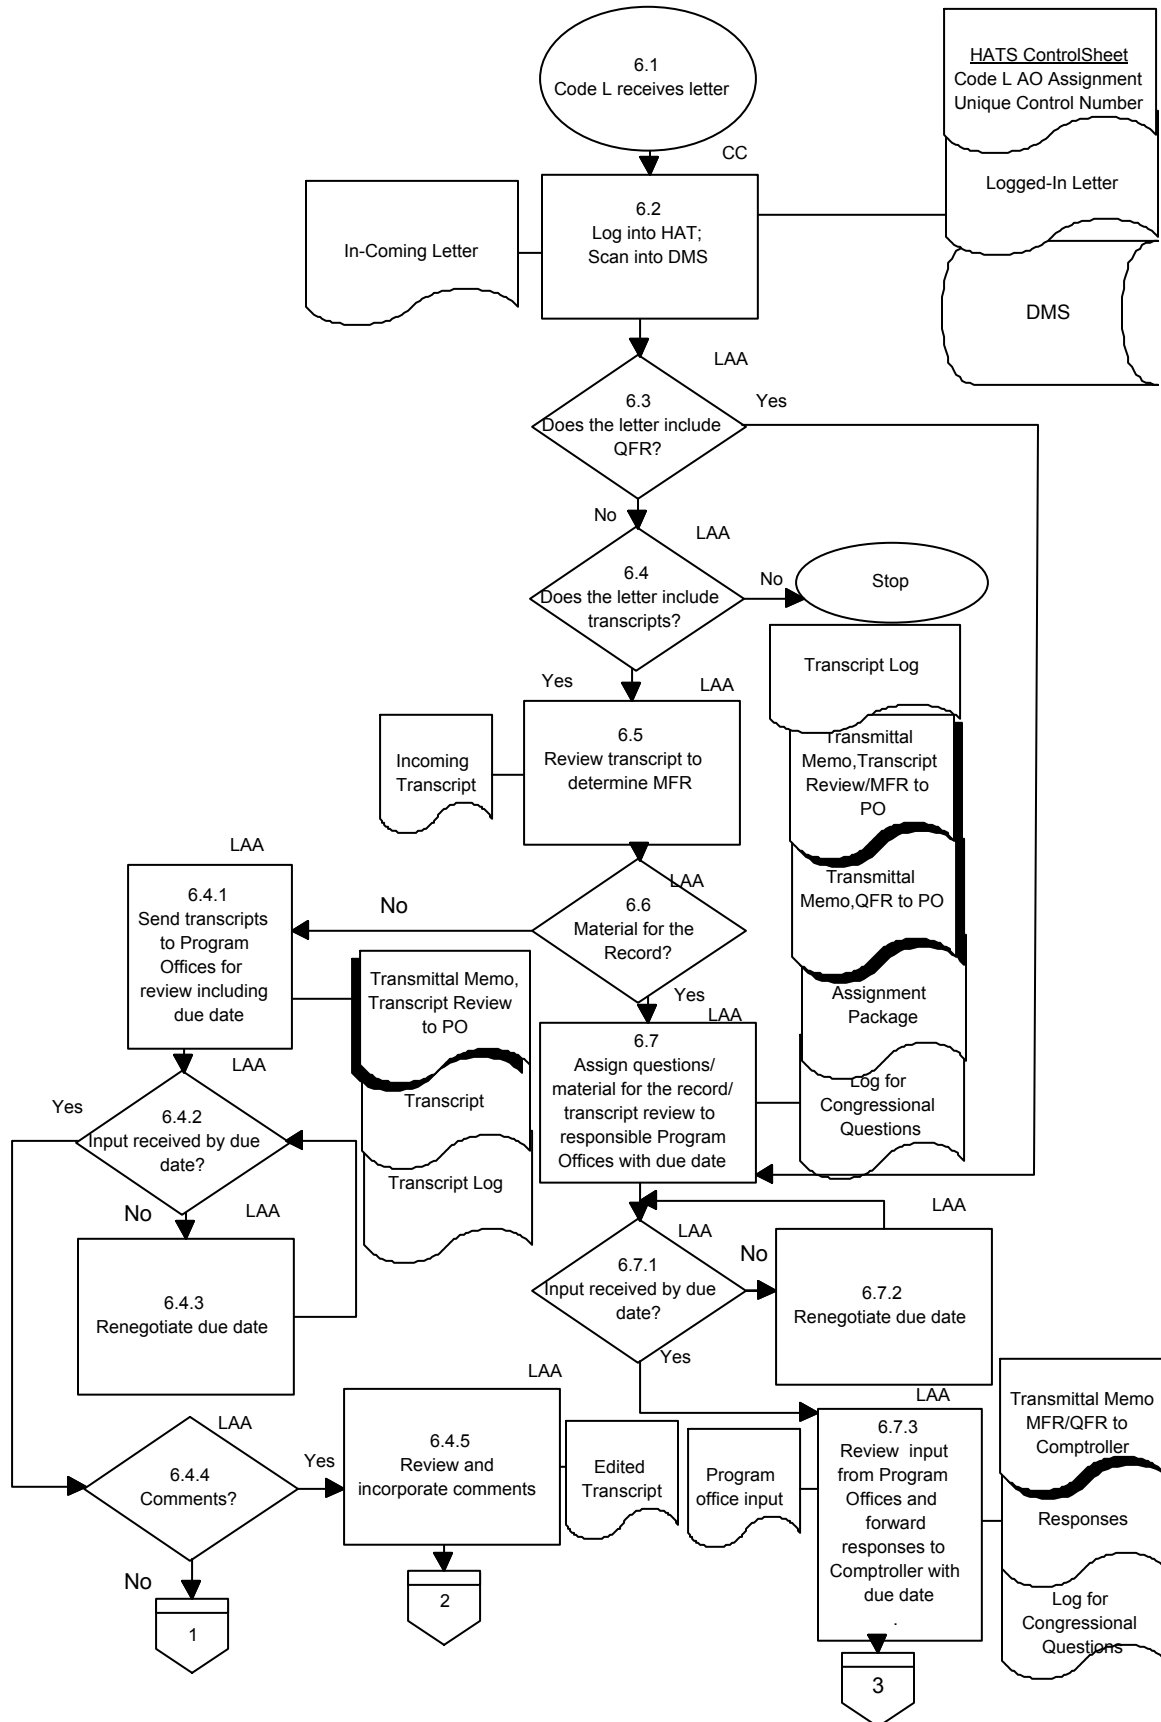 6.1
Code L receives letter
HATS ControlSheet
Code L AO Assignment
Unique Control Number
Logged-In Letter
DMS
CC
6.2
Log into HAT;
Scan into DMS
In-Coming Letter
LAA
6.3
Does the letter include
QFR?
Yes
No
LAA
6.4
Does the letter include
transcripts?
No
Stop
Yes
LAA
6.5
Review transcript to
determine MFR
Incoming
Transcript
Transcript Log
Transmittal
Memo,Transcript
Review/MFR to
PO
Transmittal
Memo,QFR to PO
Assignment
Package
Log for
Congressional
Questions
LAA
6.4.1
Send transcripts
to Program
Offices for
review including
due date
No
LAA
6.6
Material for the
Record?
Yes
Transmittal Memo,
Transcript Review
to PO
Transcript
Transcript Log
LAA
6.7
Assign questions/
material for the record/
transcript review to
responsible Program
Offices with due date
LAA
Yes
6.4.2
Input received by due
date?
No
LAA
6.4.3
Renegotiate due date
LAA
6.7.1
Input received by due
date?
No
LAA
6.7.2
Renegotiate due date
Yes
LAA
6.4.4
Comments?
Yes
No
1
LAA
6.4.5
Review and
incorporate comments
Edited
Transcript
2
Program
office input
LAA
6.7.3
Review input
from Program
Offices and
forward
responses to
Comptroller with
due date
.
Transmittal Memo
MFR/QFR to
Comptroller
Responses
Log for
Congressional
Questions
3